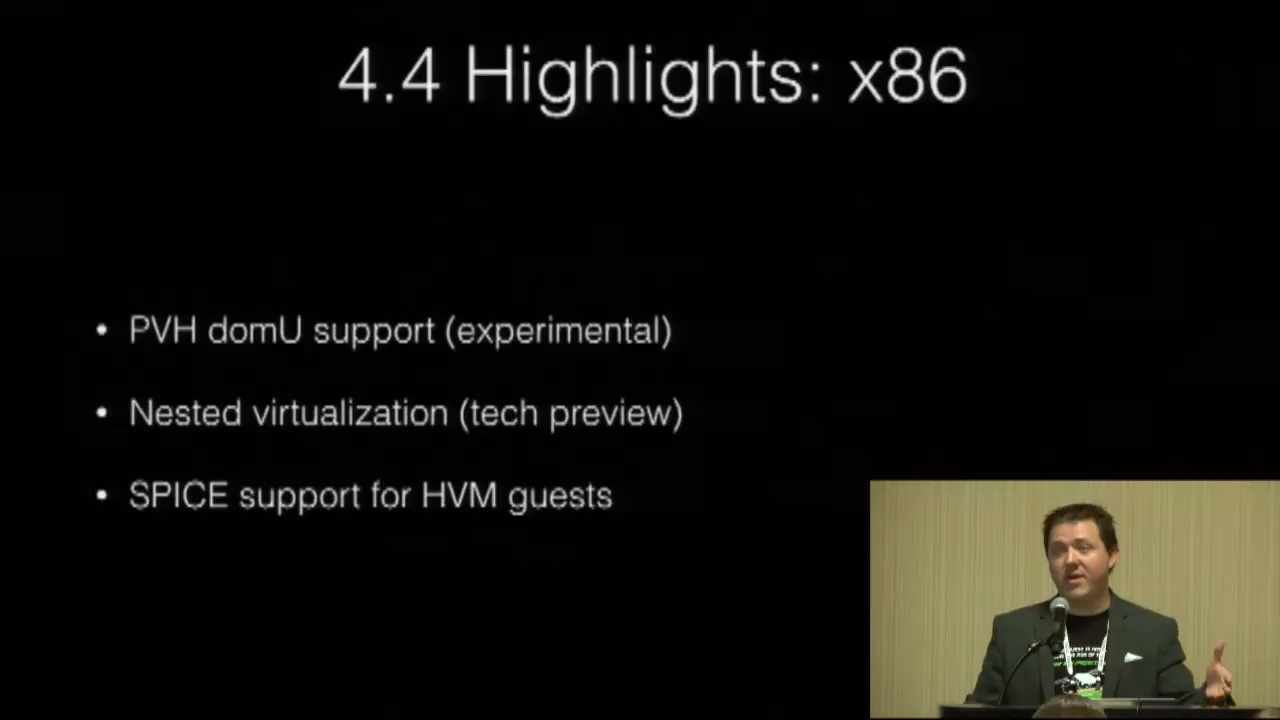 4.4 Highlights: x86
• PVH domU support (experimental)
• Nested virtualization (tech preview)
• SPICE support for HVM guests